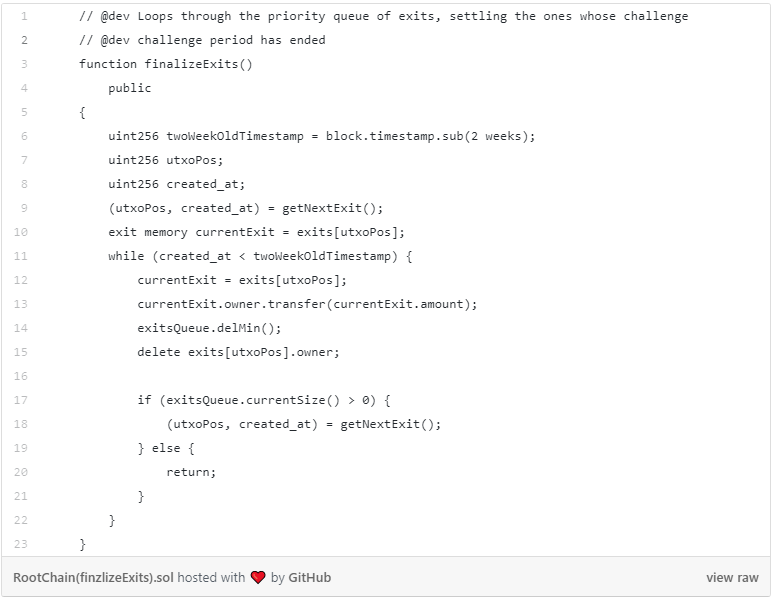 1 // @dev Loops through the priority queue of exits, settling the ones whose challenge
2 // @dev challenge period has ended
3 function finalizeExits()
4 public
5 {
6 uint256 twoWeekOldTimestamp = block.timestamp.sub(2 weeks);
7 uint256 utxoPos;
8 uint256 created_at;
9 (utxoPos, created_at) = getNextExit();
10 exit memory currentExit = exits[utxoPos];
11 while (created_at < twoWeekOldTimestamp) {
12 currentExit = exits[utxoPos];
13 currentExit.owner.transfer(currentExit.amount);
14 exitsQueue.delMin();
15 delete exits[utxoPos].owner;
16
17 if (exitsQueue.currentSize() > 0) {
18 (utxoPos, created_at) = getNextExit();
19 } else {
20 return;
21 }
22 }
23 }
RootChain(finzlizeExits).sol hosted with ❤ by GitHub view raw